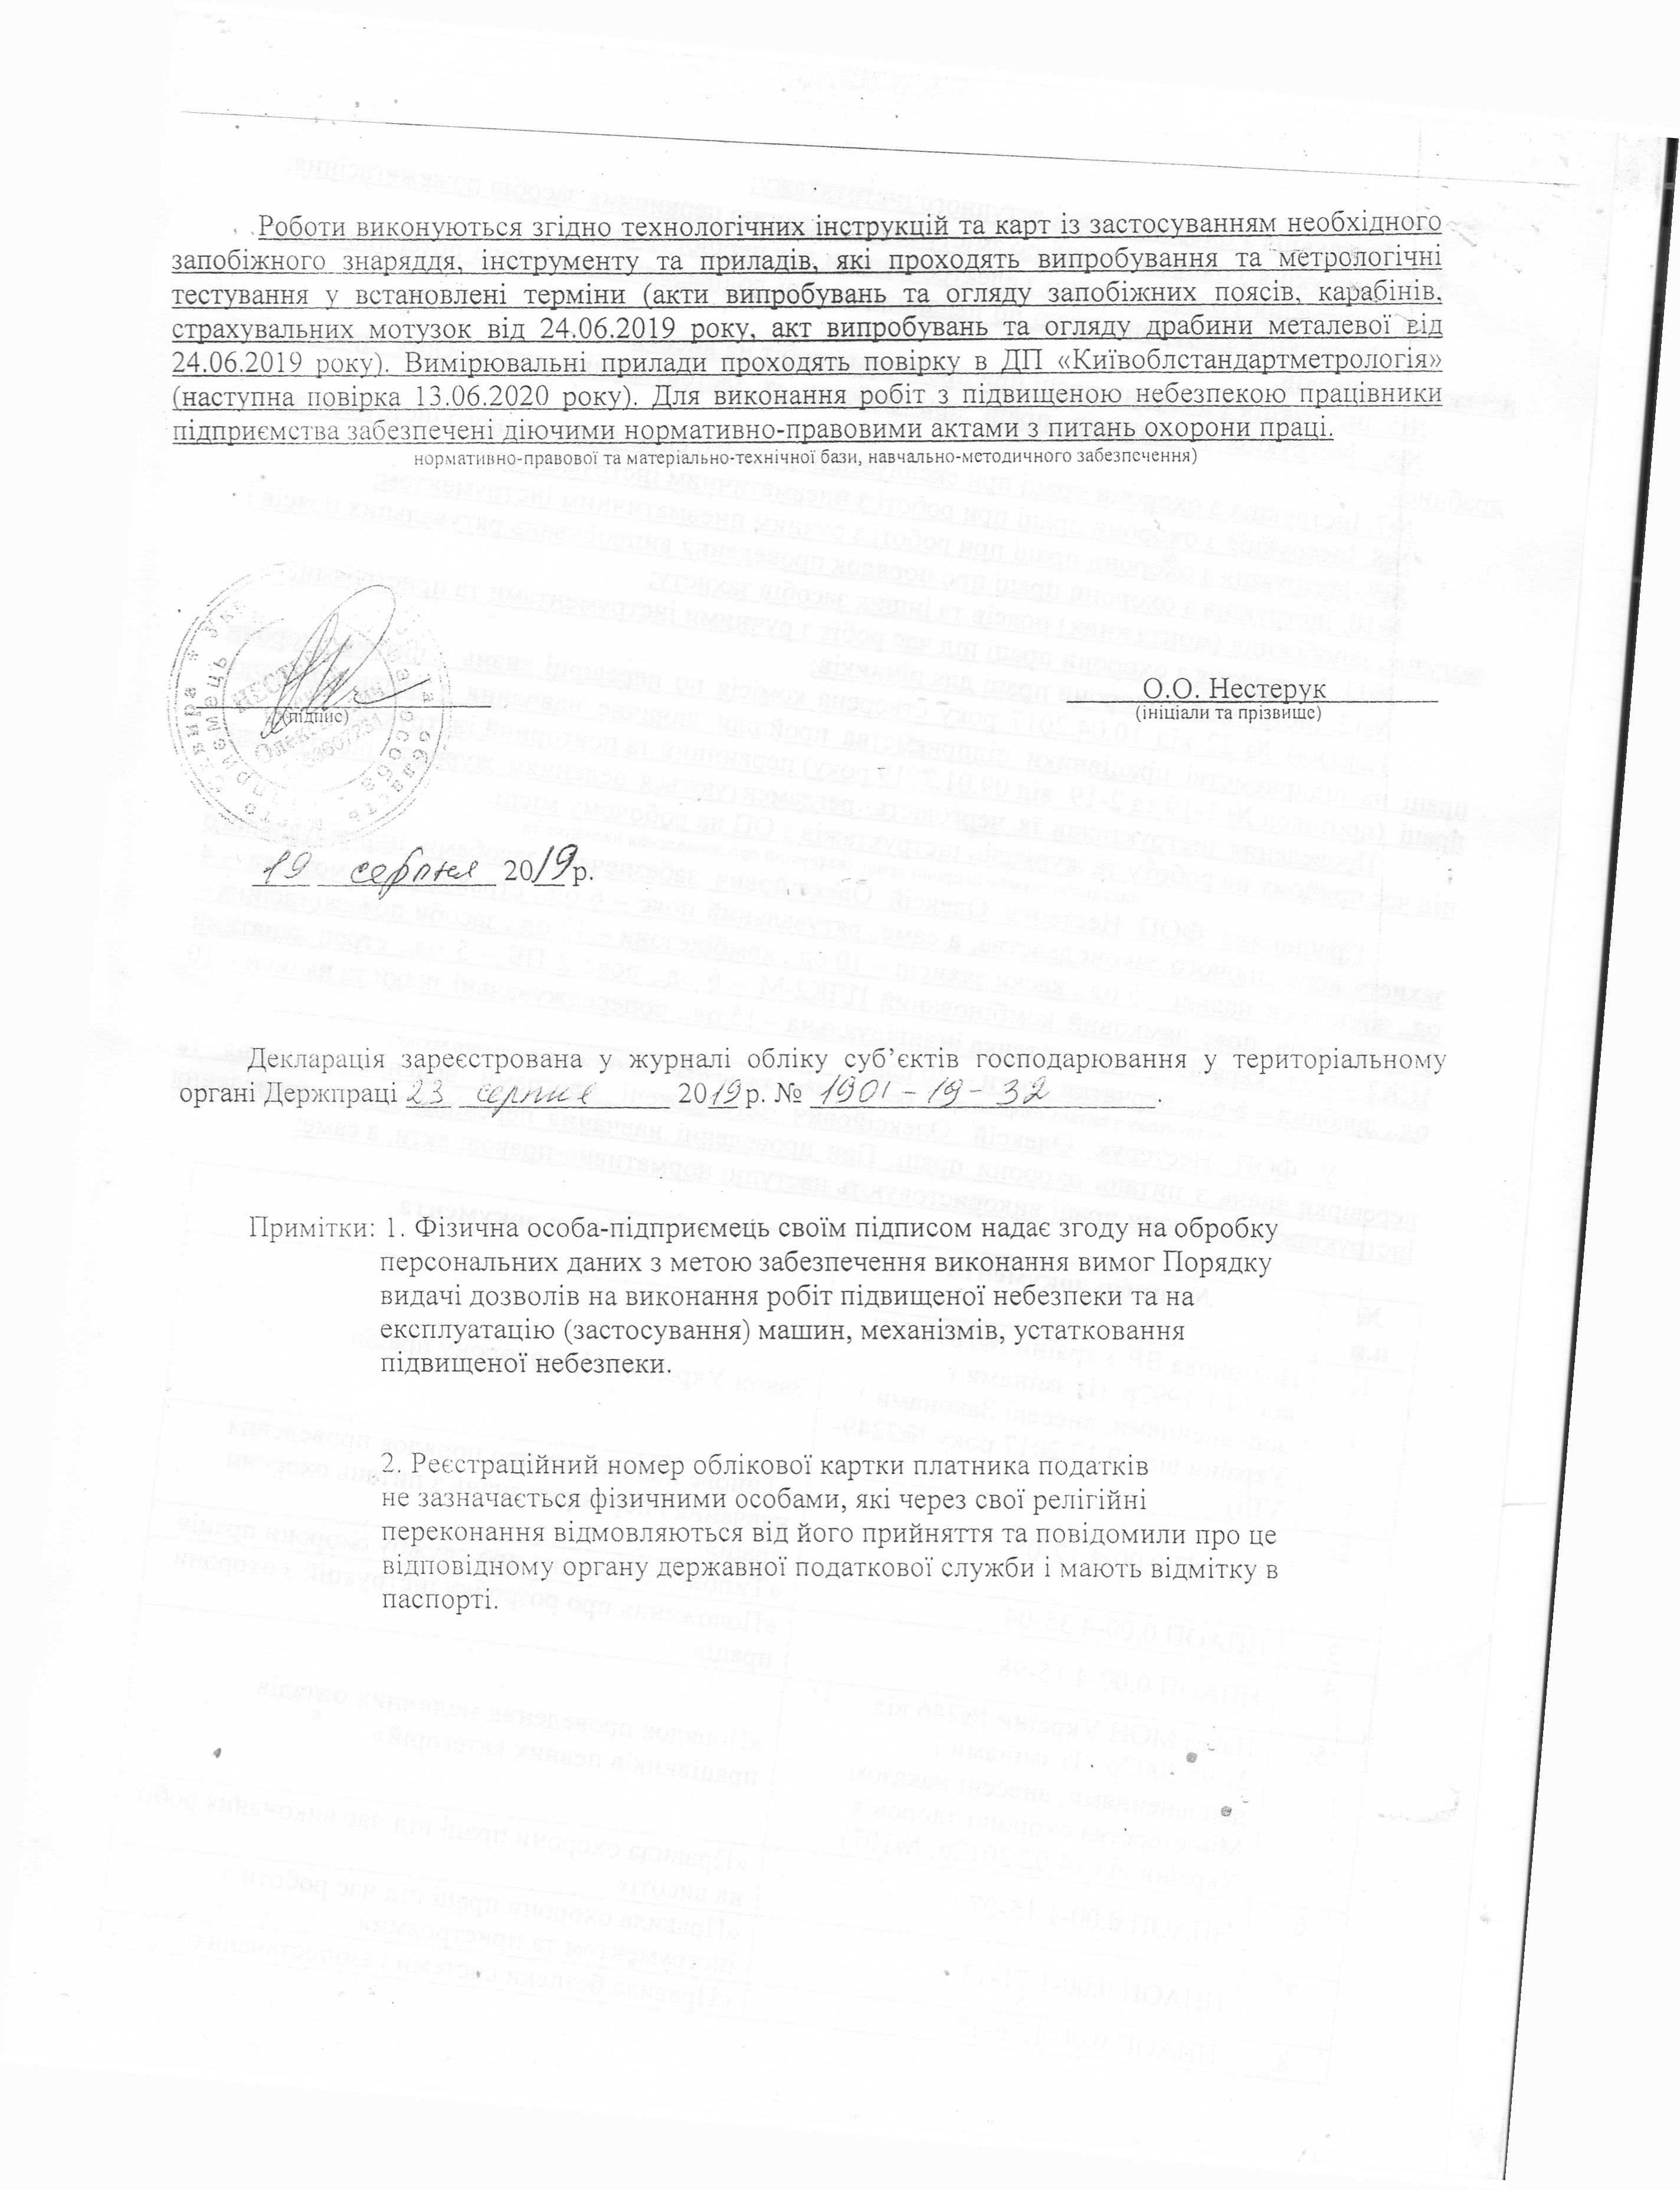 Роботи виконуються згідно технологічних інструкцій та карт із застосуванням необхідного
запобіжного знаряддя, інструменту та приладів, які проходять випробування та метрологічні
тестування у встановлені терміни (акти випробувань та огляду запобіжних поясів, карабінів,
страхувальних мотузок від 24.06.2019 року, акт випробувань та огляду драбини металевої від
24.06.2019 року). Вимірювальні прилади проходять повірку в ДП «Київоблстандартметрологія»
(наступна повірка 13.06.2020 року). Для виконання робіт з підвищеною небезпекою працівники
підприємства забезпечені діючими нормативно-правовими актами з питань охорони праці.
нормативно-правової та матеріально-технічної бази, навчально-методичного забезпечення)
О.О. Нестерук
(підпис) (ініціали та прізвище)
19 серпня 2019р.
Декларація зареєстрована у журналі обліку суб’єктів господарювання у територіальному
органі Держпраці 23 серпня 2019 р. № 1901-19-32.
Примітки: 1. Фізична особа-підприємець своїм підписом надає згоду на обробку
персональних даних з метою забезпечення виконання вимог Порядку
видачі дозволів на виконання робіт підвищеної небезпеки та на
експлуатацію (застосування) машин, механізмів, устатковання
підвищеної небезпеки.
2. Реєстраційний номер облікової картки платника податків
не зазначається фізичними особами, які через свої релігійні
переконання відмовляються від його прийняття та повідомили про це
відповідному органу державної податкової служби і мають відмітку в
паспорті.